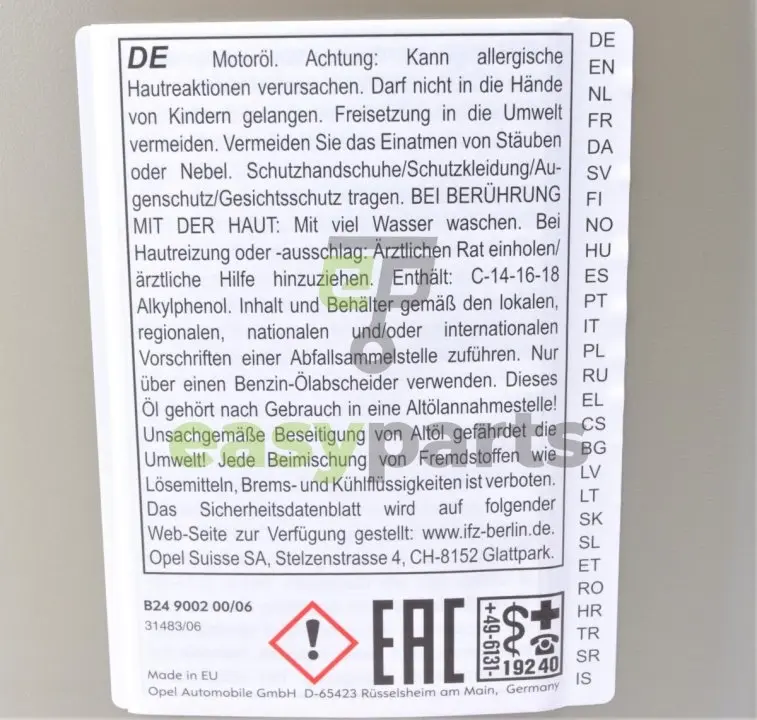 DE Motoröl. Achtung: Kann allergische
Hautreaktionen verursachen. Darf nicht in die Hände
von Kindern gelangen. Freisetzung in die Umwelt
vermeiden. Vermeiden Sie das Einatmen von Stäuben
oder Nebel. Schutzhandschuhe/Schutzkleidung/Au-
genschutz/Gesichtsschutz tragen. BEI BERÜHRUNG
MIT DER HAUT: Mit viel Wasser waschen. Bei
Hautreizung oder -ausschlag: Ärztlichen Rat einholen/
ärztliche Hilfe hinzuziehen. Enthält: C-14-16-18
Alkylphenol. Inhalt und Behälter gemäß den lokalen,
regionalen, nationalen und/oder internationalen
Vorschriften einer Abfallsammelstelle zuführen. Nur
über einen Benzin-Ölabscheider verwenden. Dieses
Öl gehört nach Gebrauch in eine Altölannahmestelle!
Unsachgemäße Beseitigung von Altöl gefährdet die
Umwelt! Jede Beimischung von Fremdstoffen wie
Lösemitteln, Brems- und Kühlflüssigkeiten ist verboten.
Das Sicherheitsdatenblatt wird auf folgender
Web-Seite zur Verfügung gestellt: www.ifz-berlin.de.
Opel Suisse SA, Stelzenstrasse 4, CH-8152 Glattpark.
B24 9002 00/06
31483/06
Made in EU
Opel Automobile GmbH D-65423 Rüsselsheim am Main, Germany
!
EAC
+49-6131-
19240
DE
EN
NL
FR
DA
SV
FI
NO
HU
ES
PT
IT
PL
RU
EL
CS
BG
LV
LT
SK
SL
ET
RO
HR
TR
SR
IS
ep
easyparts